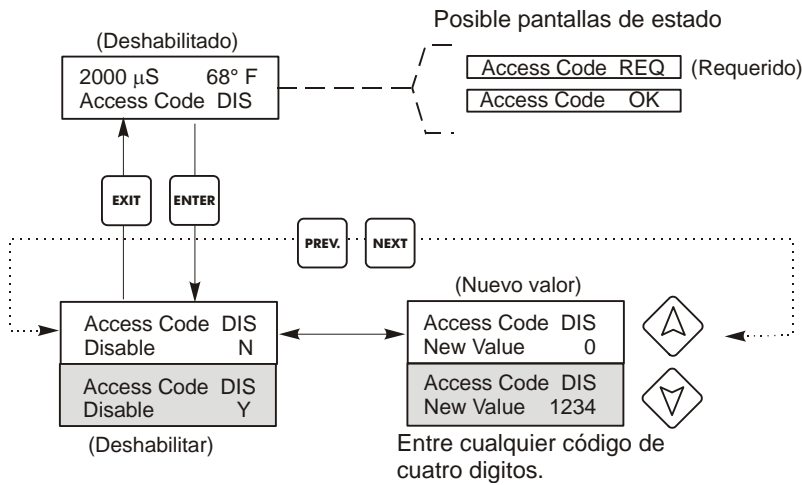 Posible pantallas de estado
(Deshabilitado)
2000 μS 68° F
Access Code DIS
Access Code REQ (Requerido)
Access Code OK
EXIT
ENTER
PREV.
NEXT
(Nuevo valor)
Access Code DIS
Disable N
Access Code DIS
Disable Y
(Deshabilitar)
Access Code DIS
New Value 0
Access Code DIS
New Value 1234
Entre cualquier código de
cuatro digitos.